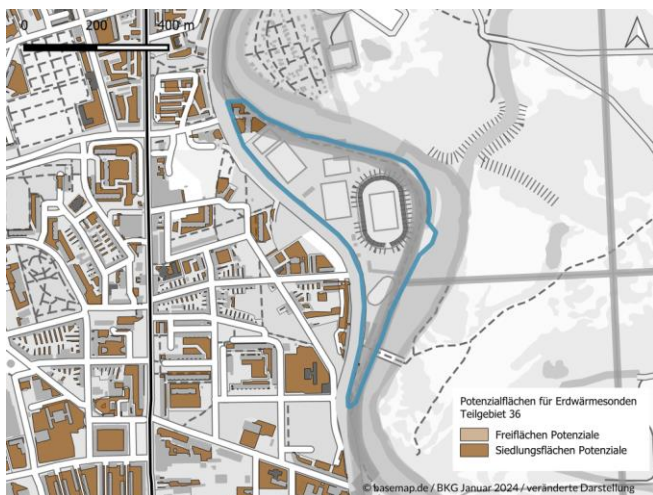 0 200 400 m
Potenzialflächen für Erdwärmesonden
Teilgebiet 36
Freiflächen Potenziale
Siedlungsflächen Potenziale
© basemap.de / BKG Januar 2024 / veränderte Darstellung